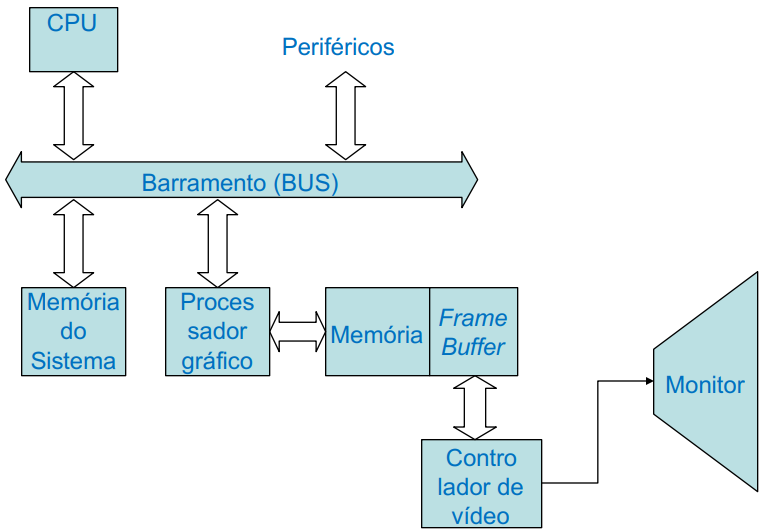 CPU
Periféricos
Barramento (BUS)
Memória
do
Sistema
Proces
sador
gráfico
Memória
Frame
Buffer
Monitor
Contro
lador de
vídeo